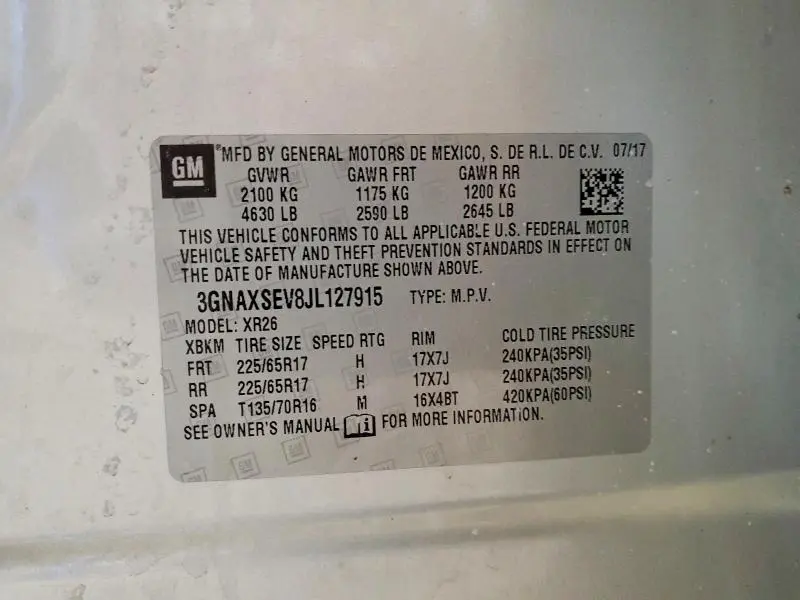 GM
*MFD BY GENERAL MOTORS DE MEXICO, S. DE R.L. DE C.V. 07/17
GVWR GAWR FRT GAWR RR
2100 KG 1175 KG 1200 KG
4630 LB 2590 LB 2645 LB
THIS VEHICLE CONFORMS TO ALL APPLICABLE U.S. FEDERAL MOTOR
VEHICLE SAFETY AND THEFT PREVENTION STANDARDS IN EFFECT ON
THE DATE OF MANUFACTURE SHOWN ABOVE.
3GNAXSEV8JL127915 TYPE: M.P.V.
MODEL: XR26
XBKM TIRE SIZE SPEED RTG RIM COLD TIRE PRESSURE
FRT 225/65R17 H 17X7J 240KPA(35PSI)
RR 225/65R17 H 17X7J 240KPA(35PSI)
SPA T135/70R16 M 16X4BT 420KPA(60PSI)
SEE OWNER'S MANUAL FOR MORE INFORMATION.